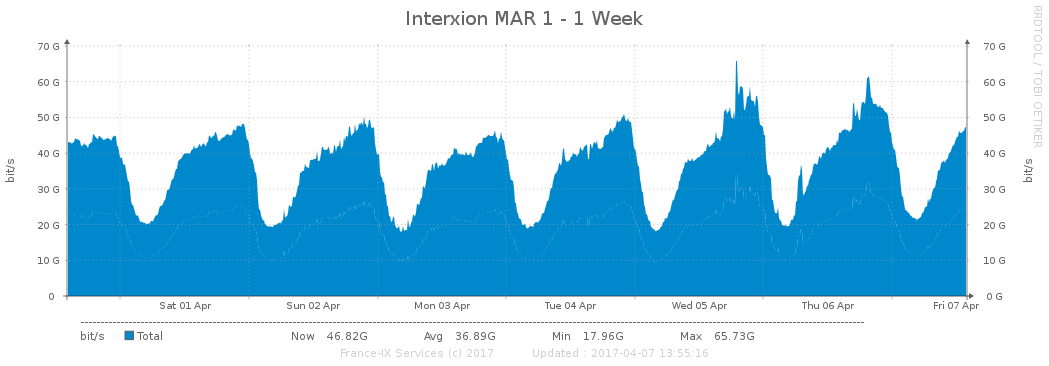 Interxion MAR 1 - 1 Week
RRDTOOL / TOBI OETIKER
bit/s
70 G 70 G
60 G 60 G
50 G 50 G
40 G 40 G
30 G 30 G
20 G 20 G
10 G 10 G
0 0 G
bit/s
Sat 01 Apr Sun 02 Apr Mon 03 Apr Tue 04 Apr Wed 05 Apr Thu 06 Apr Fri 07 Apr
bit/s Total Now 46.82G Avg 36.89G Min 17.96G Max 65.73G
France-IX Services (c) 2017 Updated : 2017-04-07 13:55:16